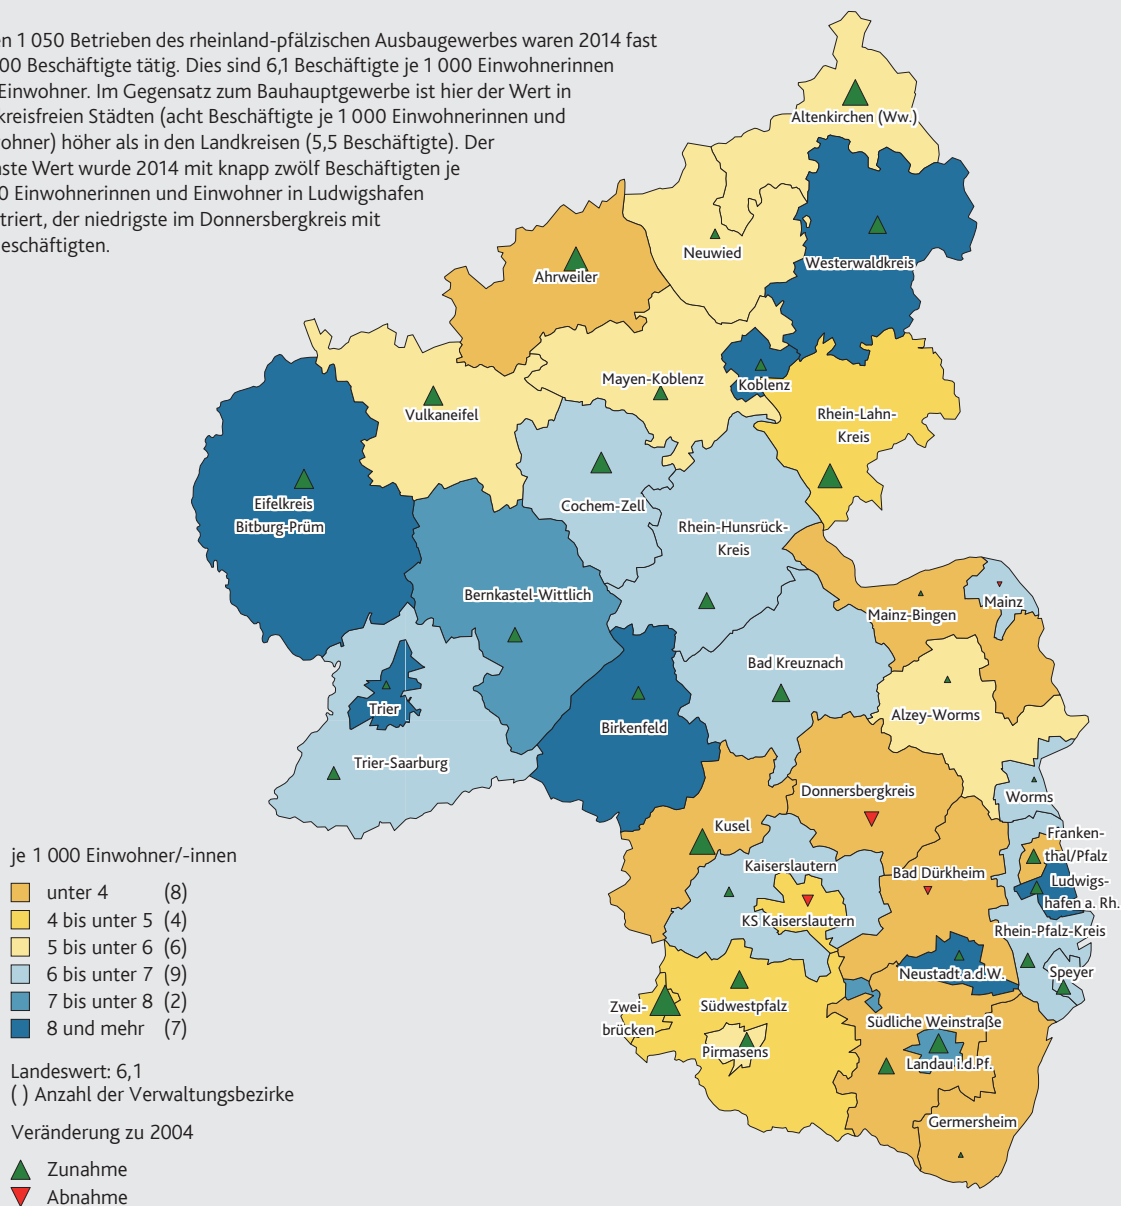 en 1 050 Betrieben des rheinland-pfälzischen Ausbaugewerbes waren 2014 fast
00 Beschäftigte tätig. Dies sind 6,1 Beschäftigte je 1 000 Einwohnerinnen
Einwohner. Im Gegensatz zum Bauhauptgewerbe ist hier der Wert in
kreisfreien Städten (acht Beschäftigte je 1 000 Einwohnerinnen und
ohner) höher als in den Landkreisen (5,5 Beschäftigte). Der
ste Wert wurde 2014 mit knapp zwölf Beschäftigten je
0 Einwohnerinnen und Einwohner in Ludwigshafen
triert, der niedrigste im Donnersbergkreis mit
eschäftigten.
Altenkirchen (Ww.)
Neuwied
Westerwaldkreis
Ahrweiler
Mayen-Koblenz
Koblenz
Vulkaneifel
Rhein-Lahn-
Kreis
Eifelkreis
Bitburg-Prüm
Cochem-Zell
Rhein-Hunsrück-
Kreis
Bernkastel-Wittlich
Mainz-Bingen
Mainz
Bad Kreuznach
Trier
Birkenfeld
Alzey-Worms
Trier-Saarburg
Donnersbergkreis
Worms
Kusel
Franken-
thal/Pfalz
Kaiserslautern
Bad Dürkheim
Ludwigs-
hafen a. Rh.
KS Kaiserslautern
Rhein-Pfalz-Kreis
Neustadt a.d.W.
Speyer
Zwei-
brücken
Südwestpfalz
Südliche Weinstraße
Pirmasens
Landau i.d.Pf.
Germersheim
je 1 000 Einwohner/-innen
unter 4 (8)
4 bis unter 5 (4)
5 bis unter 6 (6)
6 bis unter 7 (9)
7 bis unter 8 (2)
8 und mehr (7)
Landeswert: 6,1
( ) Anzahl der Verwaltungsbezirke
Veränderung zu 2004
Zunahme
Abnahme